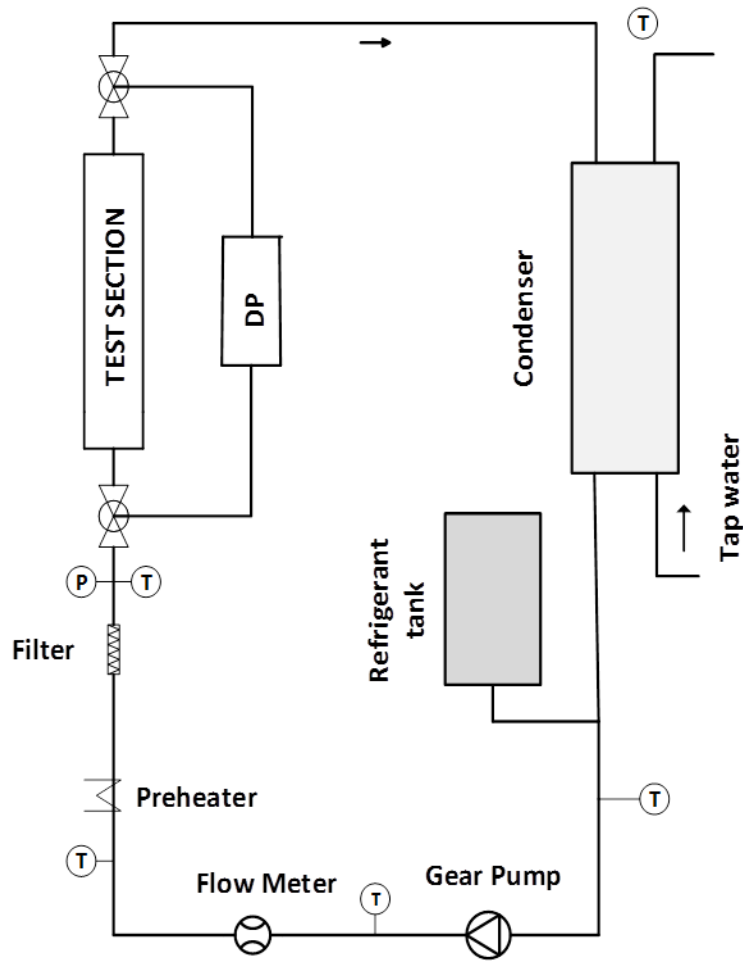 T
TEST SECTION
DP
Condenser
Tap water
Refrigerant
tank
P
T
Filter
Preheater
T
T
Flow Meter
T
Gear Pump